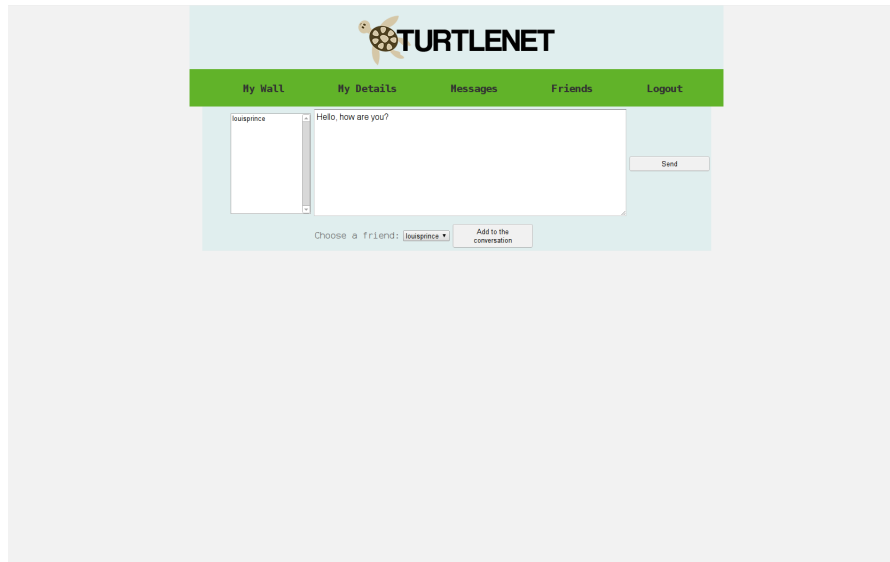 TURTLENET
My Wall My Details Messages Friends Logout
louisprince
Hello, how are you?
Send
Choose a friend: louisprince Add to the
conversation